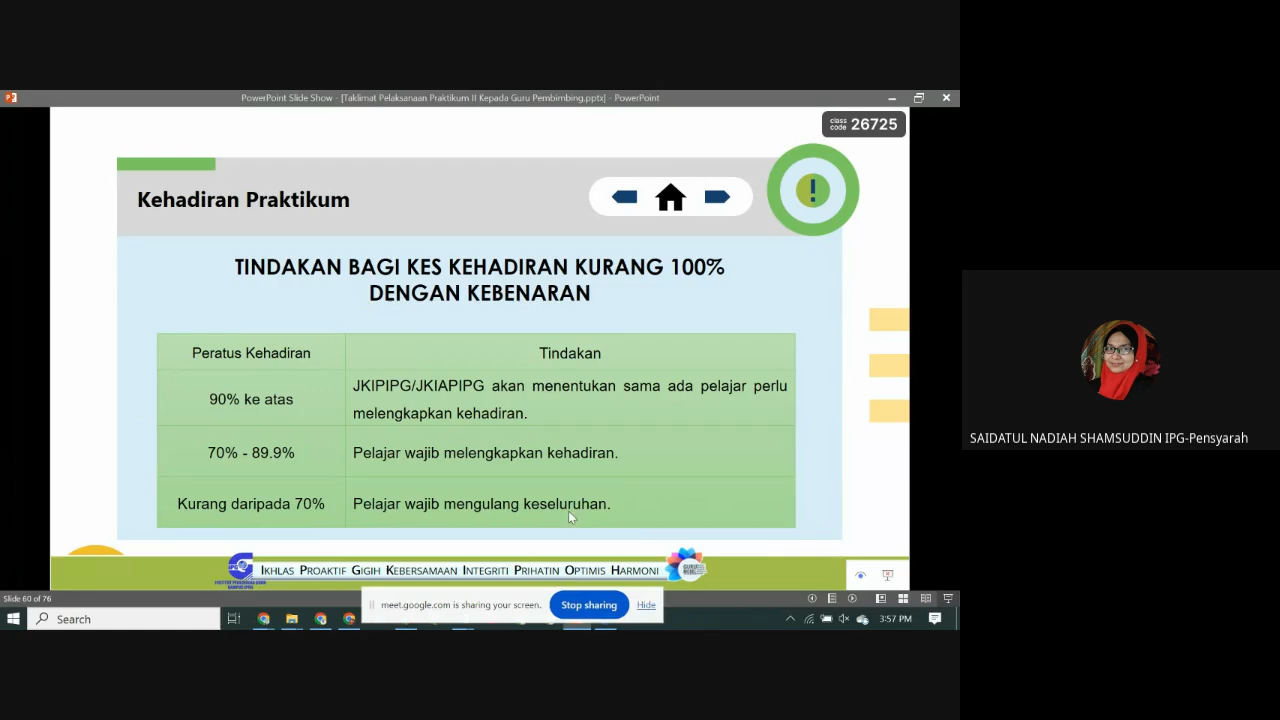 PowerPoint Slide Show - [Taklimat Pelaksanaan Praktikum II Kepada Guru Pembimbing.pptx] - PowerPoint
class code 26725
Kehadiran Praktikum
!
TINDAKAN BAGI KES KEHADIRAN KURANG 100%
DENGAN KEBENARAN
Peratus Kehadiran
Tindakan
90% ke atas
JKIPIPG/JKIAPIPG akan menentukan sama ada pelajar perlu
melengkapkan kehadiran.
70% - 89.9%
Pelajar wajib melengkapkan kehadiran.
Kurang daripada 70%
Pelajar wajib mengulang keseluruhan.
SAIDATUL NADIAH SHAMSUDDIN IPG-Pensyarah
IKHLAS PROAKTIF GIGIH KEBERSAMAAN INTEGRITI PRIHATIN OPTIMIS HARMONI
Slide 60 of 76
meet.google.com is sharing your screen.
Stop sharing
Hide
Search
3:57 PM